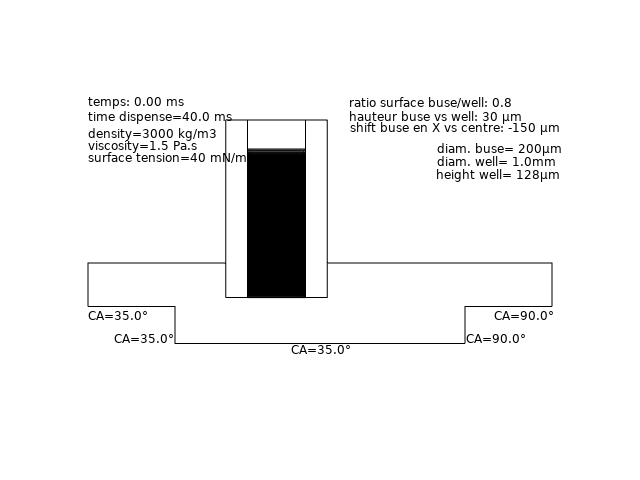 temps: 0.00 ms
time dispense=40.0 ms
density=3000 kg/m3
viscosity=1.5 Pa.s
surface tension=40 mN/m
ratio surface buse/well: 0.8
hauteur buse vs well: 30 µm
shift buse en X vs centre: -150 µm
diam. buse= 200µm
diam. well= 1.0mm
height well= 128µm
CA=35.0°
CA=90.0°
CA=35.0°
CA=90.0°
CA=35.0°